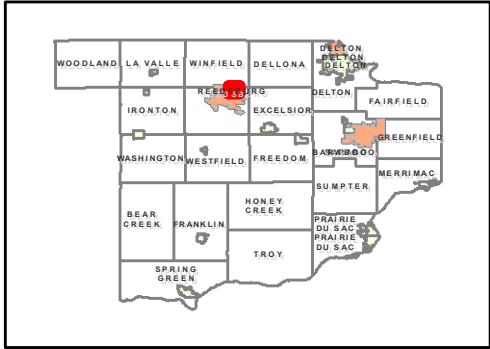 WOODLAND
LA VALLE
WINFIELD
DELLONA
DELTON
DELTON
DELTON
DELTON
FAIRFIELD
IRONTON
EXCELSIOR
GREENFIELD
WASHINGTON
WESTFIELD
FREEDOM
MERRIMAC
SUMPTER
BEAR
CREEK
FRANKLIN
HONEY
CREEK
PRAIRIE
DU SAC
PRAIRIE
DU SAC
TROY
SPRING
GREEN